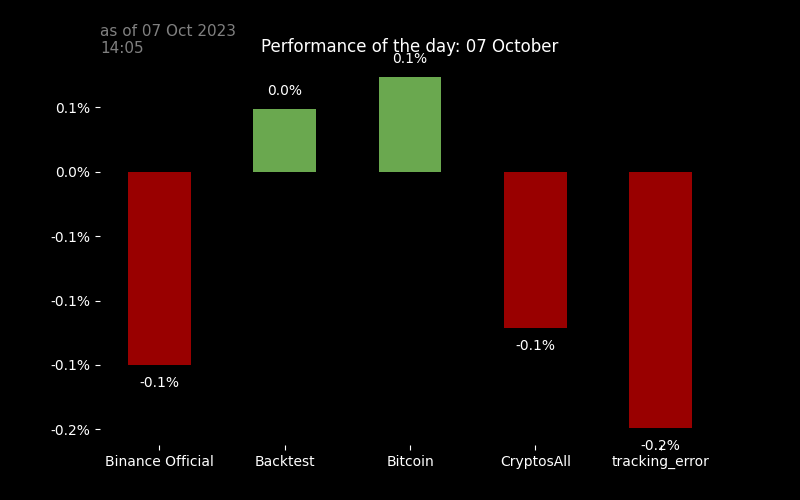 as of 07 Oct 2023
14:05
Performance of the day: 07 October
0.1%
0.0%
0.1%
0.0%
-0.1%
-0.1%
-0.1%
-0.2%
-0.1%
-0.1%
-0.2%
Binance Official
Backtest
Bitcoin
CryptosAll
tracking_error